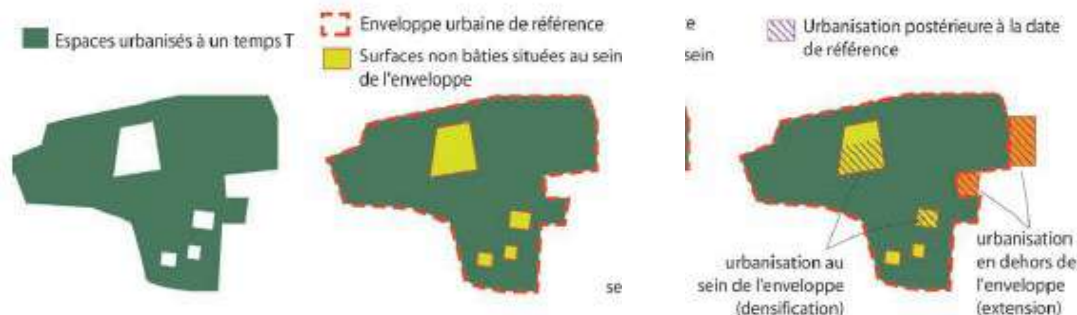 Espaces urbanisés à un temps T
Enveloppe urbaine de référence
Surfaces non bâties situées au sein
de l'enveloppe
se
e
sein
Urbanisation postérieure à la date
de référence
urbanisation au
sein de l'enveloppe
(densification)
urbanisation
en dehors de
l'enveloppe
(extension)